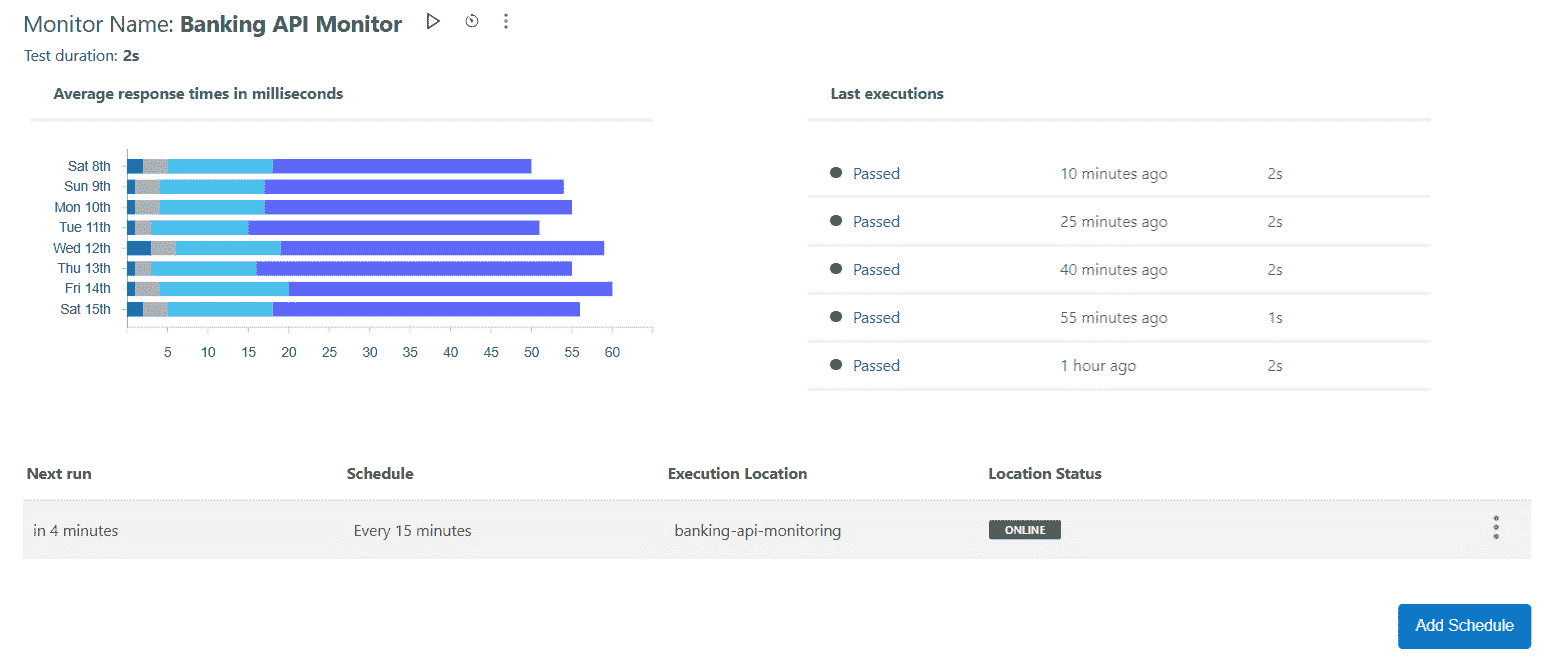 Monitor Name: Banking API Monitor
Test duration: 2s
Average response times in milliseconds
Sat 8th
Sun 9th
Mon 10th
Tue 11th
Wed 12th
Thu 13th
Fri 14th
Sat 15th
5 10 15 20 25 30 35 40 45 50 55 60
Last executions
Passed 10 minutes ago 2s
Passed 25 minutes ago 2s
Passed 40 minutes ago 2s
Passed 55 minutes ago 1s
Passed 1 hour ago 2s
Next run Schedule Execution Location Location Status
in 4 minutes Every 15 minutes banking-api-monitoring ONLINE
Add Schedule